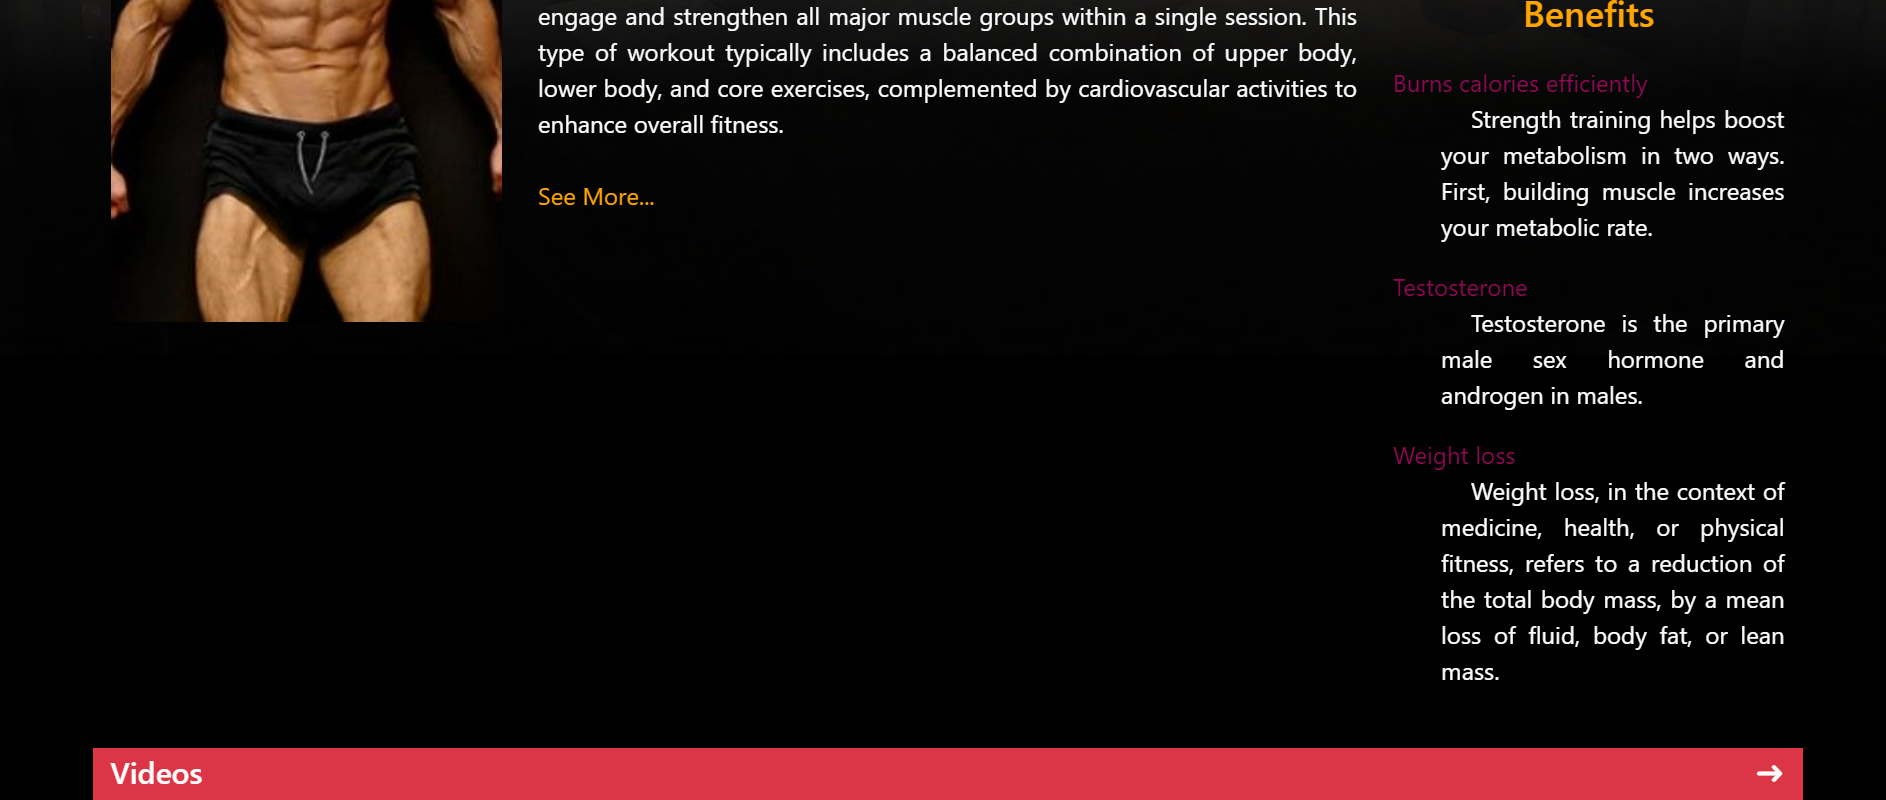 engage and strengthen all major muscle groups within a single session. This
type of workout typically includes a balanced combination of upper body,
lower body, and core exercises, complemented by cardiovascular activities to
enhance overall fitness.
See More...
Benefits
Burns calories efficiently
Strength training helps boost
your metabolism in two ways.
First, building muscle increases
your metabolic rate.
Testosterone
Testosterone is the primary
male sex hormone and
androgen in males.
Weight loss
Weight loss, in the context of
medicine, health, or physical
fitness, refers to a reduction of
the total body mass, by a mean
loss of fluid, body fat, or lean
mass.
Videos